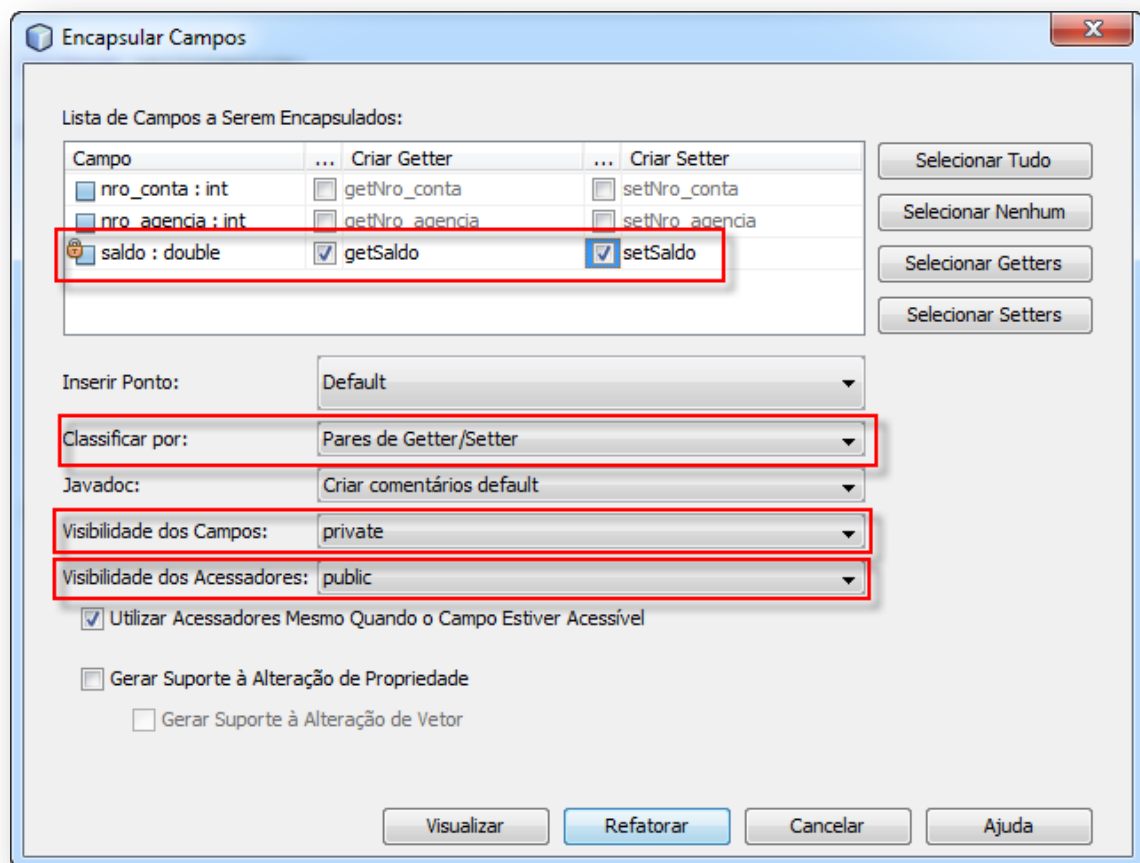 Encapsular Campos
Lista de Campos a Serem Encapsulados:
Campo ... Criar Getter ... Criar Setter
nro_conta : int getNro_conta setNro_conta
nro_agencia : int getNro_agencia setNro_agencia
saldo : double getSaldo setSaldo
Selecionar Tudo
Selecionar Nenhum
Selecionar Getters
Selecionar Setters
Inserir Ponto: Default
Classificar por: Pares de Getter/Setter
Javadoc: Criar comentários default
Visibilidade dos Campos: private
Visibilidade dos Acessadores: public
Utilizar Acessadores Mesmo Quando o Campo Estiver Acessível
Gerar Suporte à Alteração de Propriedade
Gerar Suporte à Alteração de Vetor
Visualizar Refatorar Cancelar Ajuda